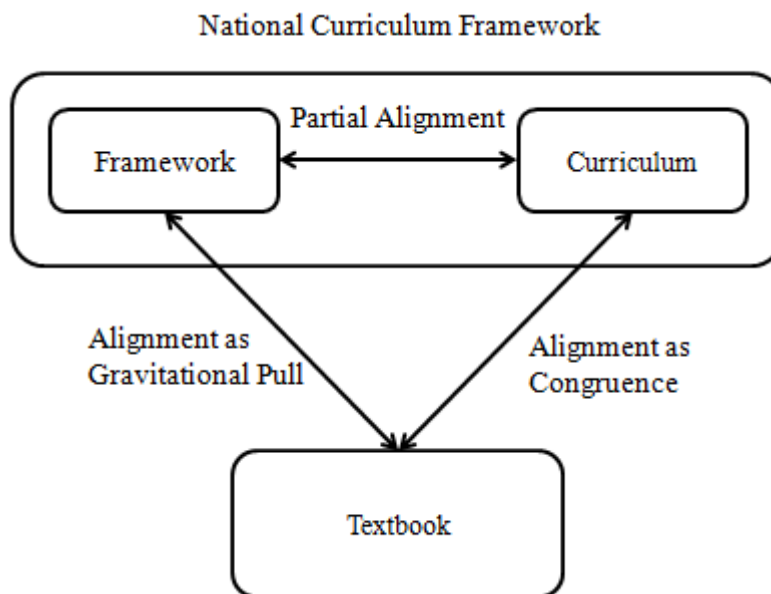 National Curriculum Framework
Partial Alignment
Framework
Curriculum
Alignment as
Gravitational Pull
Alignment as
Congruence
Textbook